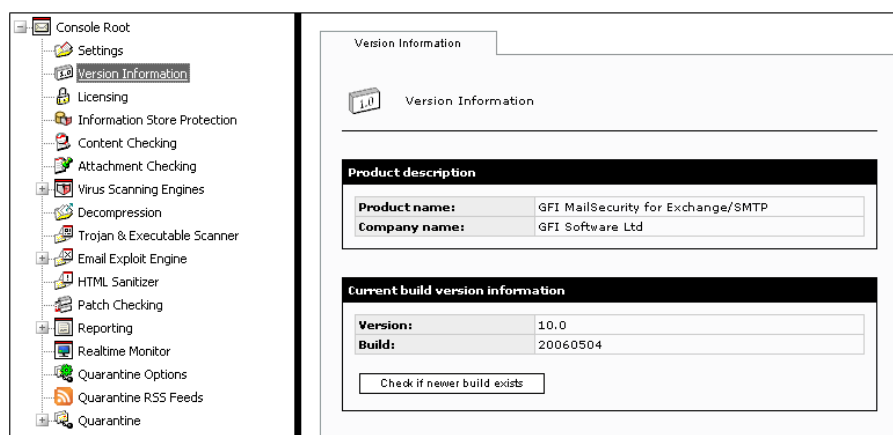 Console Root
Settings
Version Information
Licensing
Information Store Protection
Content Checking
Attachment Checking
Virus Scanning Engines
Decompression
Trojan & Executable Scanner
Email Exploit Engine
HTML Sanitizer
Patch Checking
Reporting
Realtime Monitor
Quarantine Options
Quarantine RSS Feeds
Quarantine
Version Information
1.0 Version Information
Product description
Product name: GFI MailSecurity for Exchange/SMTP
Company name: GFI Software Ltd
Current build version information
Version: 10.0
Build: 20060504
Check if newer build exists